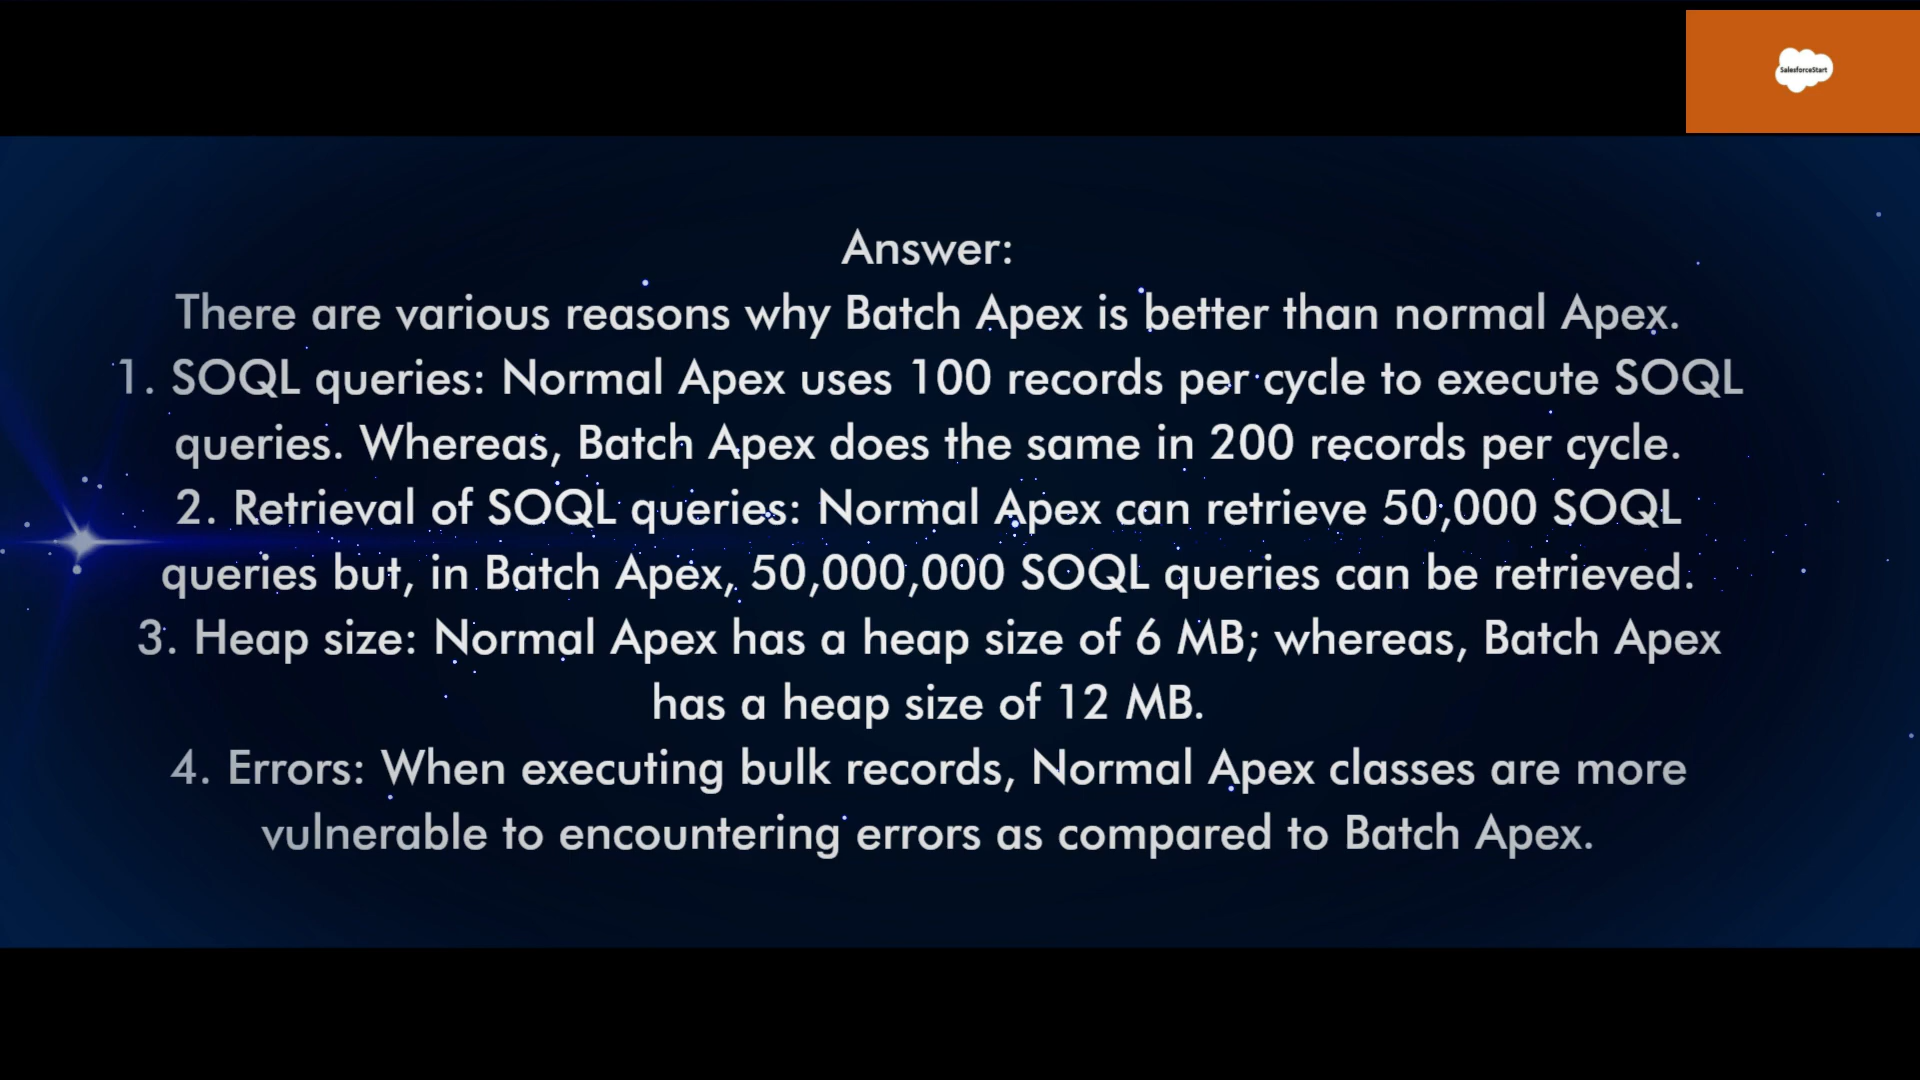 SalesforceStart
Answer:
There are various reasons why Batch Apex is better than normal Apex.
1. SOQL queries: Normal Apex uses 100 records per cycle to execute SOQL
queries. Whereas, Batch Apex does the same in 200 records per cycle.
2. Retrieval of SOQL queries: Normal Apex can retrieve 50,000 SOQL
queries but, in Batch Apex, 50,000,000 SOQL queries can be retrieved.
3. Heap size: Normal Apex has a heap size of 6 MB; whereas, Batch Apex
has a heap size of 12 MB.
4. Errors: When executing bulk records, Normal Apex classes are more
vulnerable to encountering errors as compared to Batch Apex.